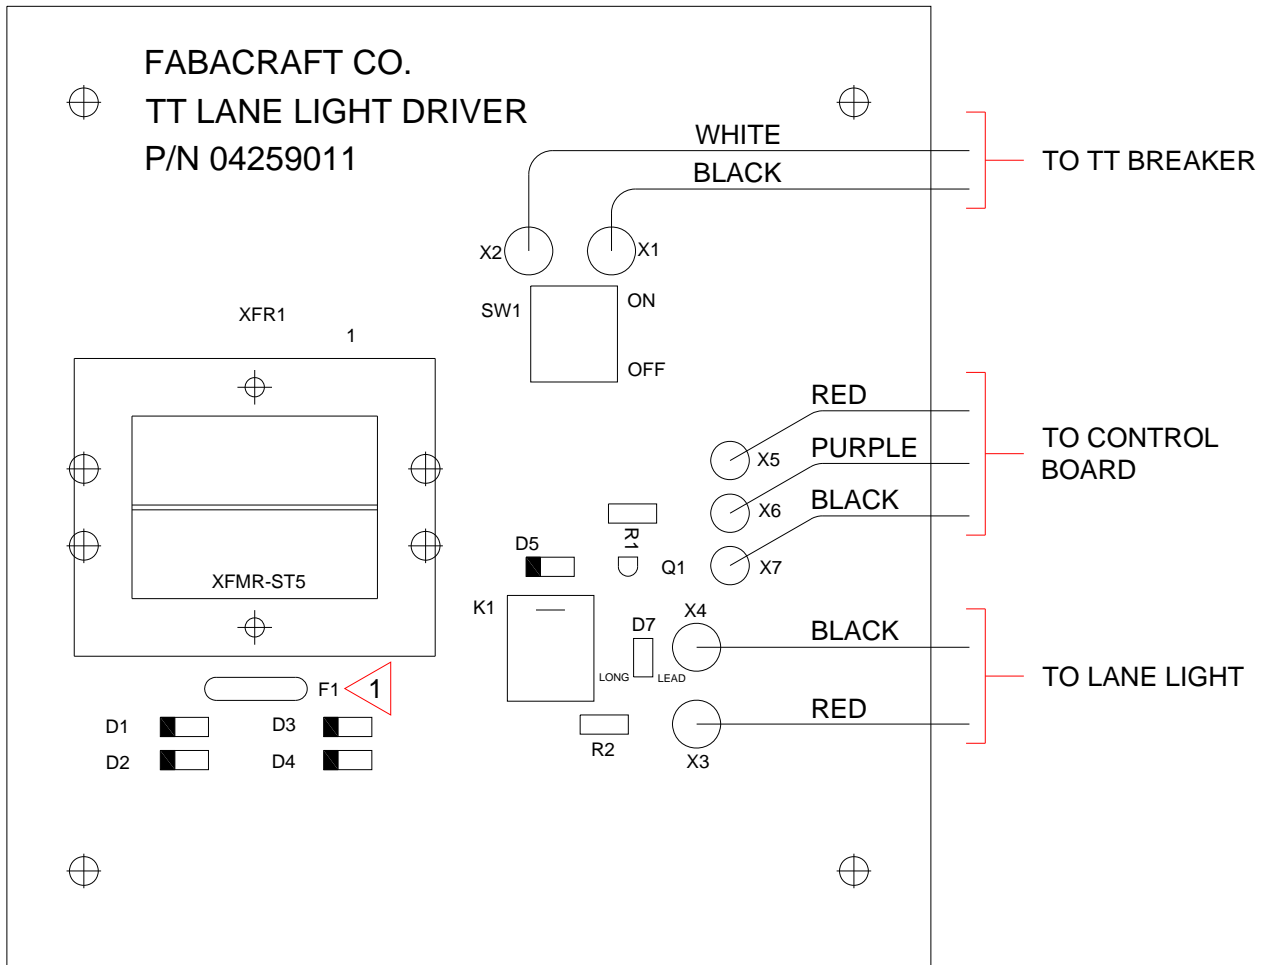 FABACRAFT CO.
TT LANE LIGHT DRIVER
P/N 04259011
WHITE
BLACK
TO TT BREAKER
X2
X1
SW1
ON
OFF
XFR1
1
XFMR-ST5
RED
PURPLE
BLACK
TO CONTROL
BOARD
X5
X6
X7
R1
D5
Q1
K1
D7
X4
LONG
LEAD
BLACK
RED
TO LANE LIGHT
R2
X3
F1
1
D1
D3
D2
D4